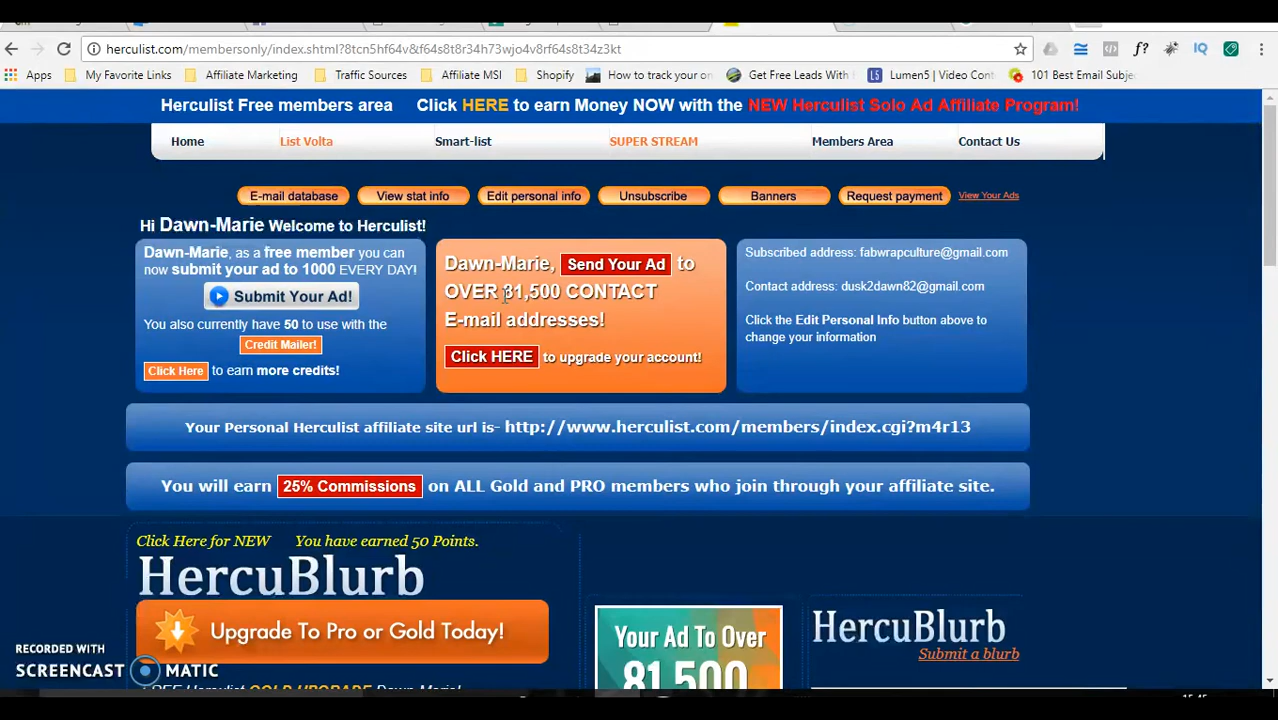 herculist.com/membersonly/index.shtml?8tcn5hf64v&f64s8t8r34h73wjo4v8rf64s8t34z3kt
Apps My Favorite Links Affiliate Marketing Traffic Sources Affiliate MSI Shopify How to track your on Get Free Leads With Lumen5 | Video Cont 101 Best Email Subje
Herculist Free members area Click HERE to earn Money NOW with the NEW Herculist Solo Ad Affiliate Program!
Home List Volta Smart-list SUPER STREAM Members Area Contact Us
E-mail database View stat info Edit personal info Unsubscribe Banners Request payment View Your Ads
Hi Dawn-Marie Welcome to Herculist!
Dawn-Marie, as a free member you can
now submit your ad to 1000 EVERY DAY!
Submit Your Ad!
You also currently have 50 to use with the
Credit Mailer!
Click Here to earn more credits!
Dawn-Marie, Send Your Ad to
OVER 81,500 CONTACT
E-mail addresses!
Click HERE to upgrade your account!
Subscribed address: fabwrapculture@gmail.com
Contact address: dusk2dawn82@gmail.com
Click the Edit Personal Info button above to
change your information
Your Personal Herculist affiliate site url is- http://www.herculist.com/members/index.cgi?m4r13
You will earn 25% Commissions on ALL Gold and PRO members who join through your affiliate site.
Click Here for NEW You have earned 50 Points.
HercuBlurb
Upgrade To Pro or Gold Today!
Your Ad To Over
81,500
HercuBlurb
Submit a blurb
RECORDED WITH
SCREENCAST MATIC